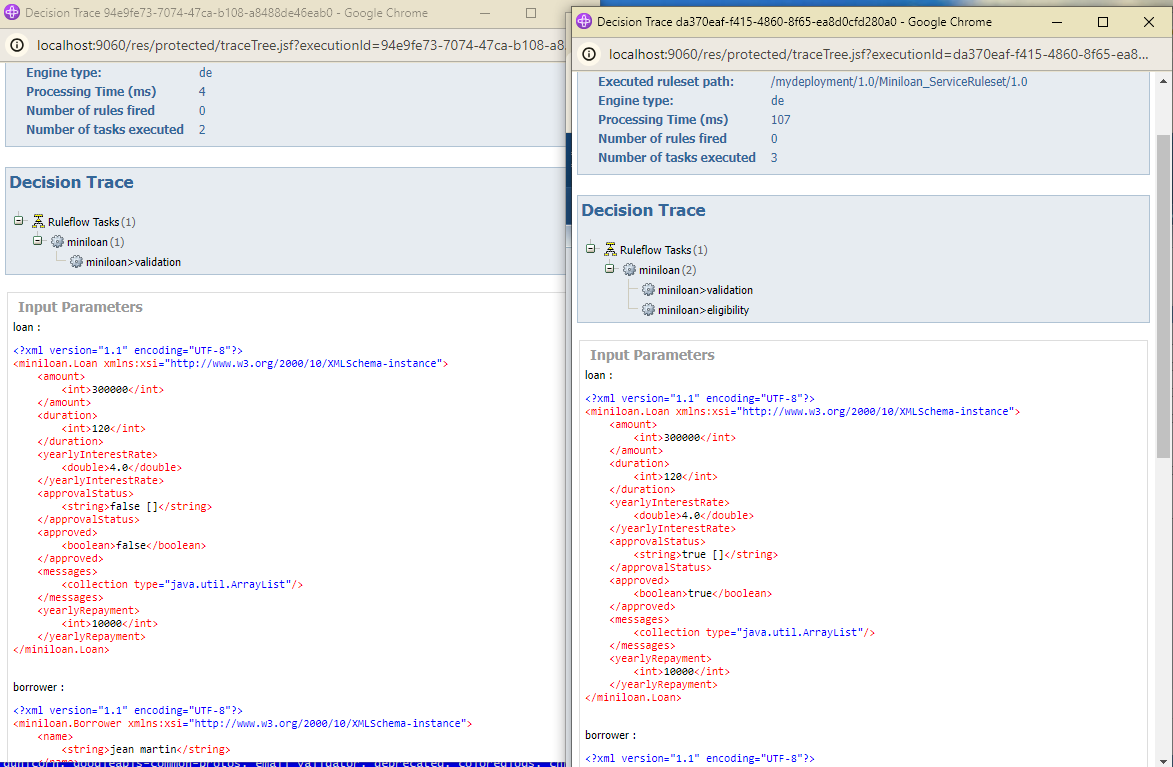 Decision Trace 94e9fe73-7074-47ca-b108-a8488de46eab0 - Google Chrome
localhost:9060/res/protected/traceTree.jsf?executionId=94e9fe73-7074-47ca-b108-a8
Engine type: de
Processing Time (ms) 4
Number of rules fired 0
Number of tasks executed 2
Decision Trace
Ruleflow Tasks (1)
miniloan (1)
miniloan>validation
Input Parameters
loan :
<?xml version="1.1" encoding="UTF-8"?>
<miniloan.Loan xmlns:xsi="http://www.w3.org/2000/10/XMLSchema-instance">
<amount>
<int>300000</int>
</amount>
<duration>
<int>120</int>
</duration>
<yearlyInterestRate>
<double>4.0</double>
</yearlyInterestRate>
<approvalStatus>
<string>false []</string>
</approvalStatus>
<approved>
<boolean>false</boolean>
</approved>
<messages>
<collection type="java.util.ArrayList"/>
</messages>
<yearlyRepayment>
<int>10000</int>
</yearlyRepayment>
</miniloan.Loan>
borrower :
<?xml version="1.1" encoding="UTF-8"?>
<miniloan.Borrower xmlns:xsi="http://www.w3.org/2000/10/XMLSchema-instance">
<name>
<string>jean martin</string>
Decision Trace da370eaf-f415-4860-8f65-ea8d0cfd280a0 - Google Chrome
localhost:9060/res/protected/traceTree.jsf?executionId=da370eaf-f415-4860-8f65-ea8...
Executed ruleset path: /mydeployment/1.0/Miniloan_ServiceRuleset/1.0
Engine type: de
Processing Time (ms) 107
Number of rules fired 0
Number of tasks executed 3
Decision Trace
Ruleflow Tasks (1)
miniloan (2)
miniloan>validation
miniloan>eligibility
Input Parameters
loan :
<?xml version="1.1" encoding="UTF-8"?>
<miniloan.Loan xmlns:xsi="http://www.w3.org/2000/10/XMLSchema-instance">
<amount>
<int>300000</int>
</amount>
<duration>
<int>120</int>
</duration>
<yearlyInterestRate>
<double>4.0</double>
</yearlyInterestRate>
<approvalStatus>
<string>true []</string>
</approvalStatus>
<approved>
<boolean>true</boolean>
</approved>
<messages>
<collection type="java.util.ArrayList"/>
</messages>
<yearlyRepayment>
<int>10000</int>
</yearlyRepayment>
</miniloan.Loan>
borrower :
<?xml version="1.1" encoding="UTF-8"?>